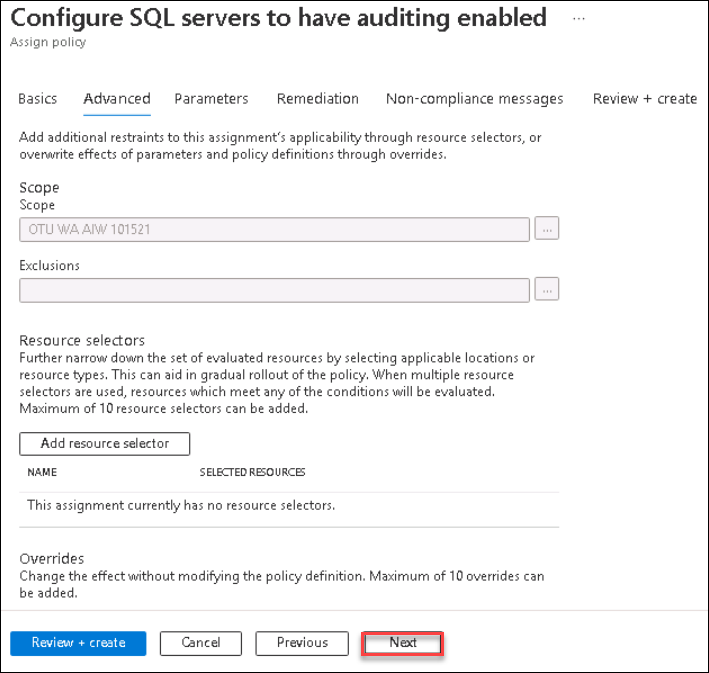 Configure SQL servers to have auditing enabled ...
Assign policy
Basics Advanced Parameters Remediation Non-compliance messages Review + create
Add additional restraints to this assignment's applicability through resource selectors, or
overwrite effects of parameters and policy definitions through overrides.
Scope
Scope
OTU WA AIW 101521 ...
Exclusions
...
Resource selectors
Further narrow down the set of evaluated resources by selecting applicable locations or
resource types. This can aid in gradual rollout of the policy. When multiple resource
selectors are used, resources which meet any of the conditions will be evaluated.
Maximum of 10 resource selectors can be added.
Add resource selector
NAME SELECTED RESOURCES
This assignment currently has no resource selectors.
Overrides
Change the effect without modifying the policy definition. Maximum of 10 overrides can
be added.
Review + create Cancel Previous Next